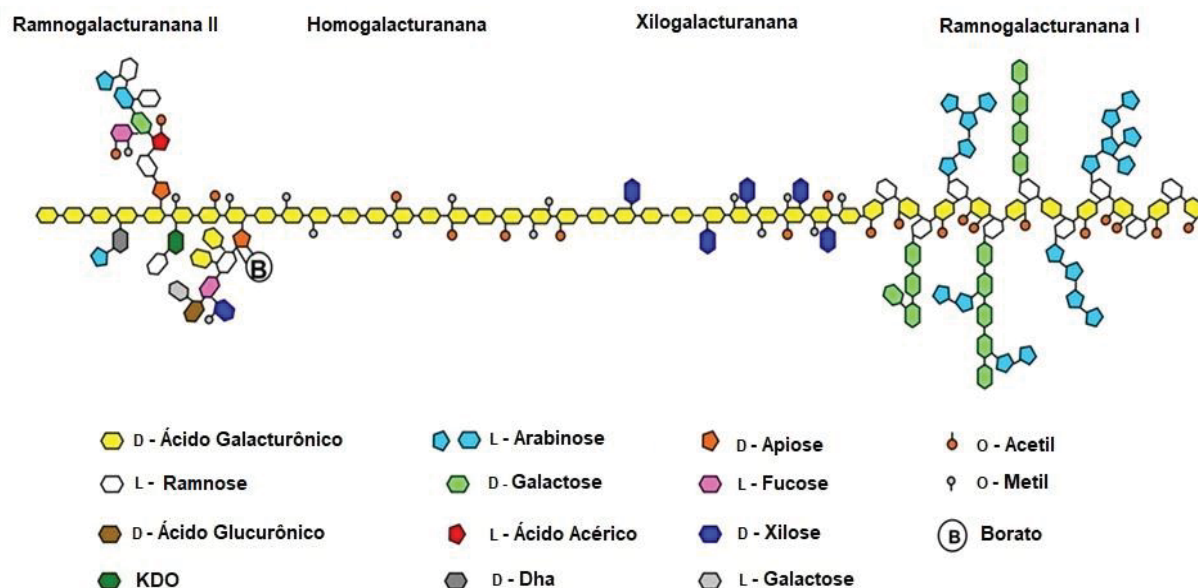 Ramnogalacturanana II Homogalacturanana Xilogalacturanana Ramnogalacturanana I
B
D - Ácido Galacturônico L - Arabinose D - Apiose O - Acetil
L - Ramnose D - Galactose L - Fucose O - Metil
D - Ácido Glucurônico L - Ácido Acérico D - Xilose B Borato
KDO D - Dha L - Galactose